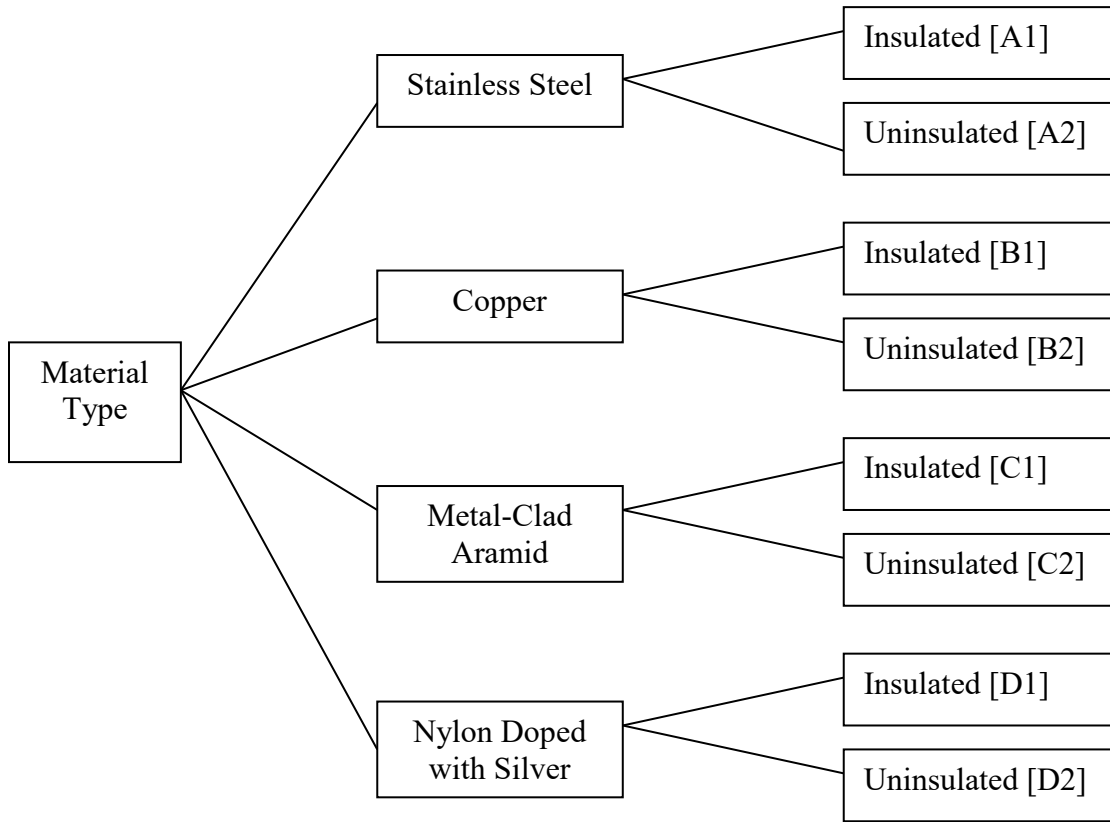 Material
Type
Stainless Steel
Insulated [A1]
Uninsulated [A2]
Copper
Insulated [B1]
Uninsulated [B2]
Metal-Clad
Aramid
Insulated [C1]
Uninsulated [C2]
Nylon Doped
with Silver
Insulated [D1]
Uninsulated [D2]